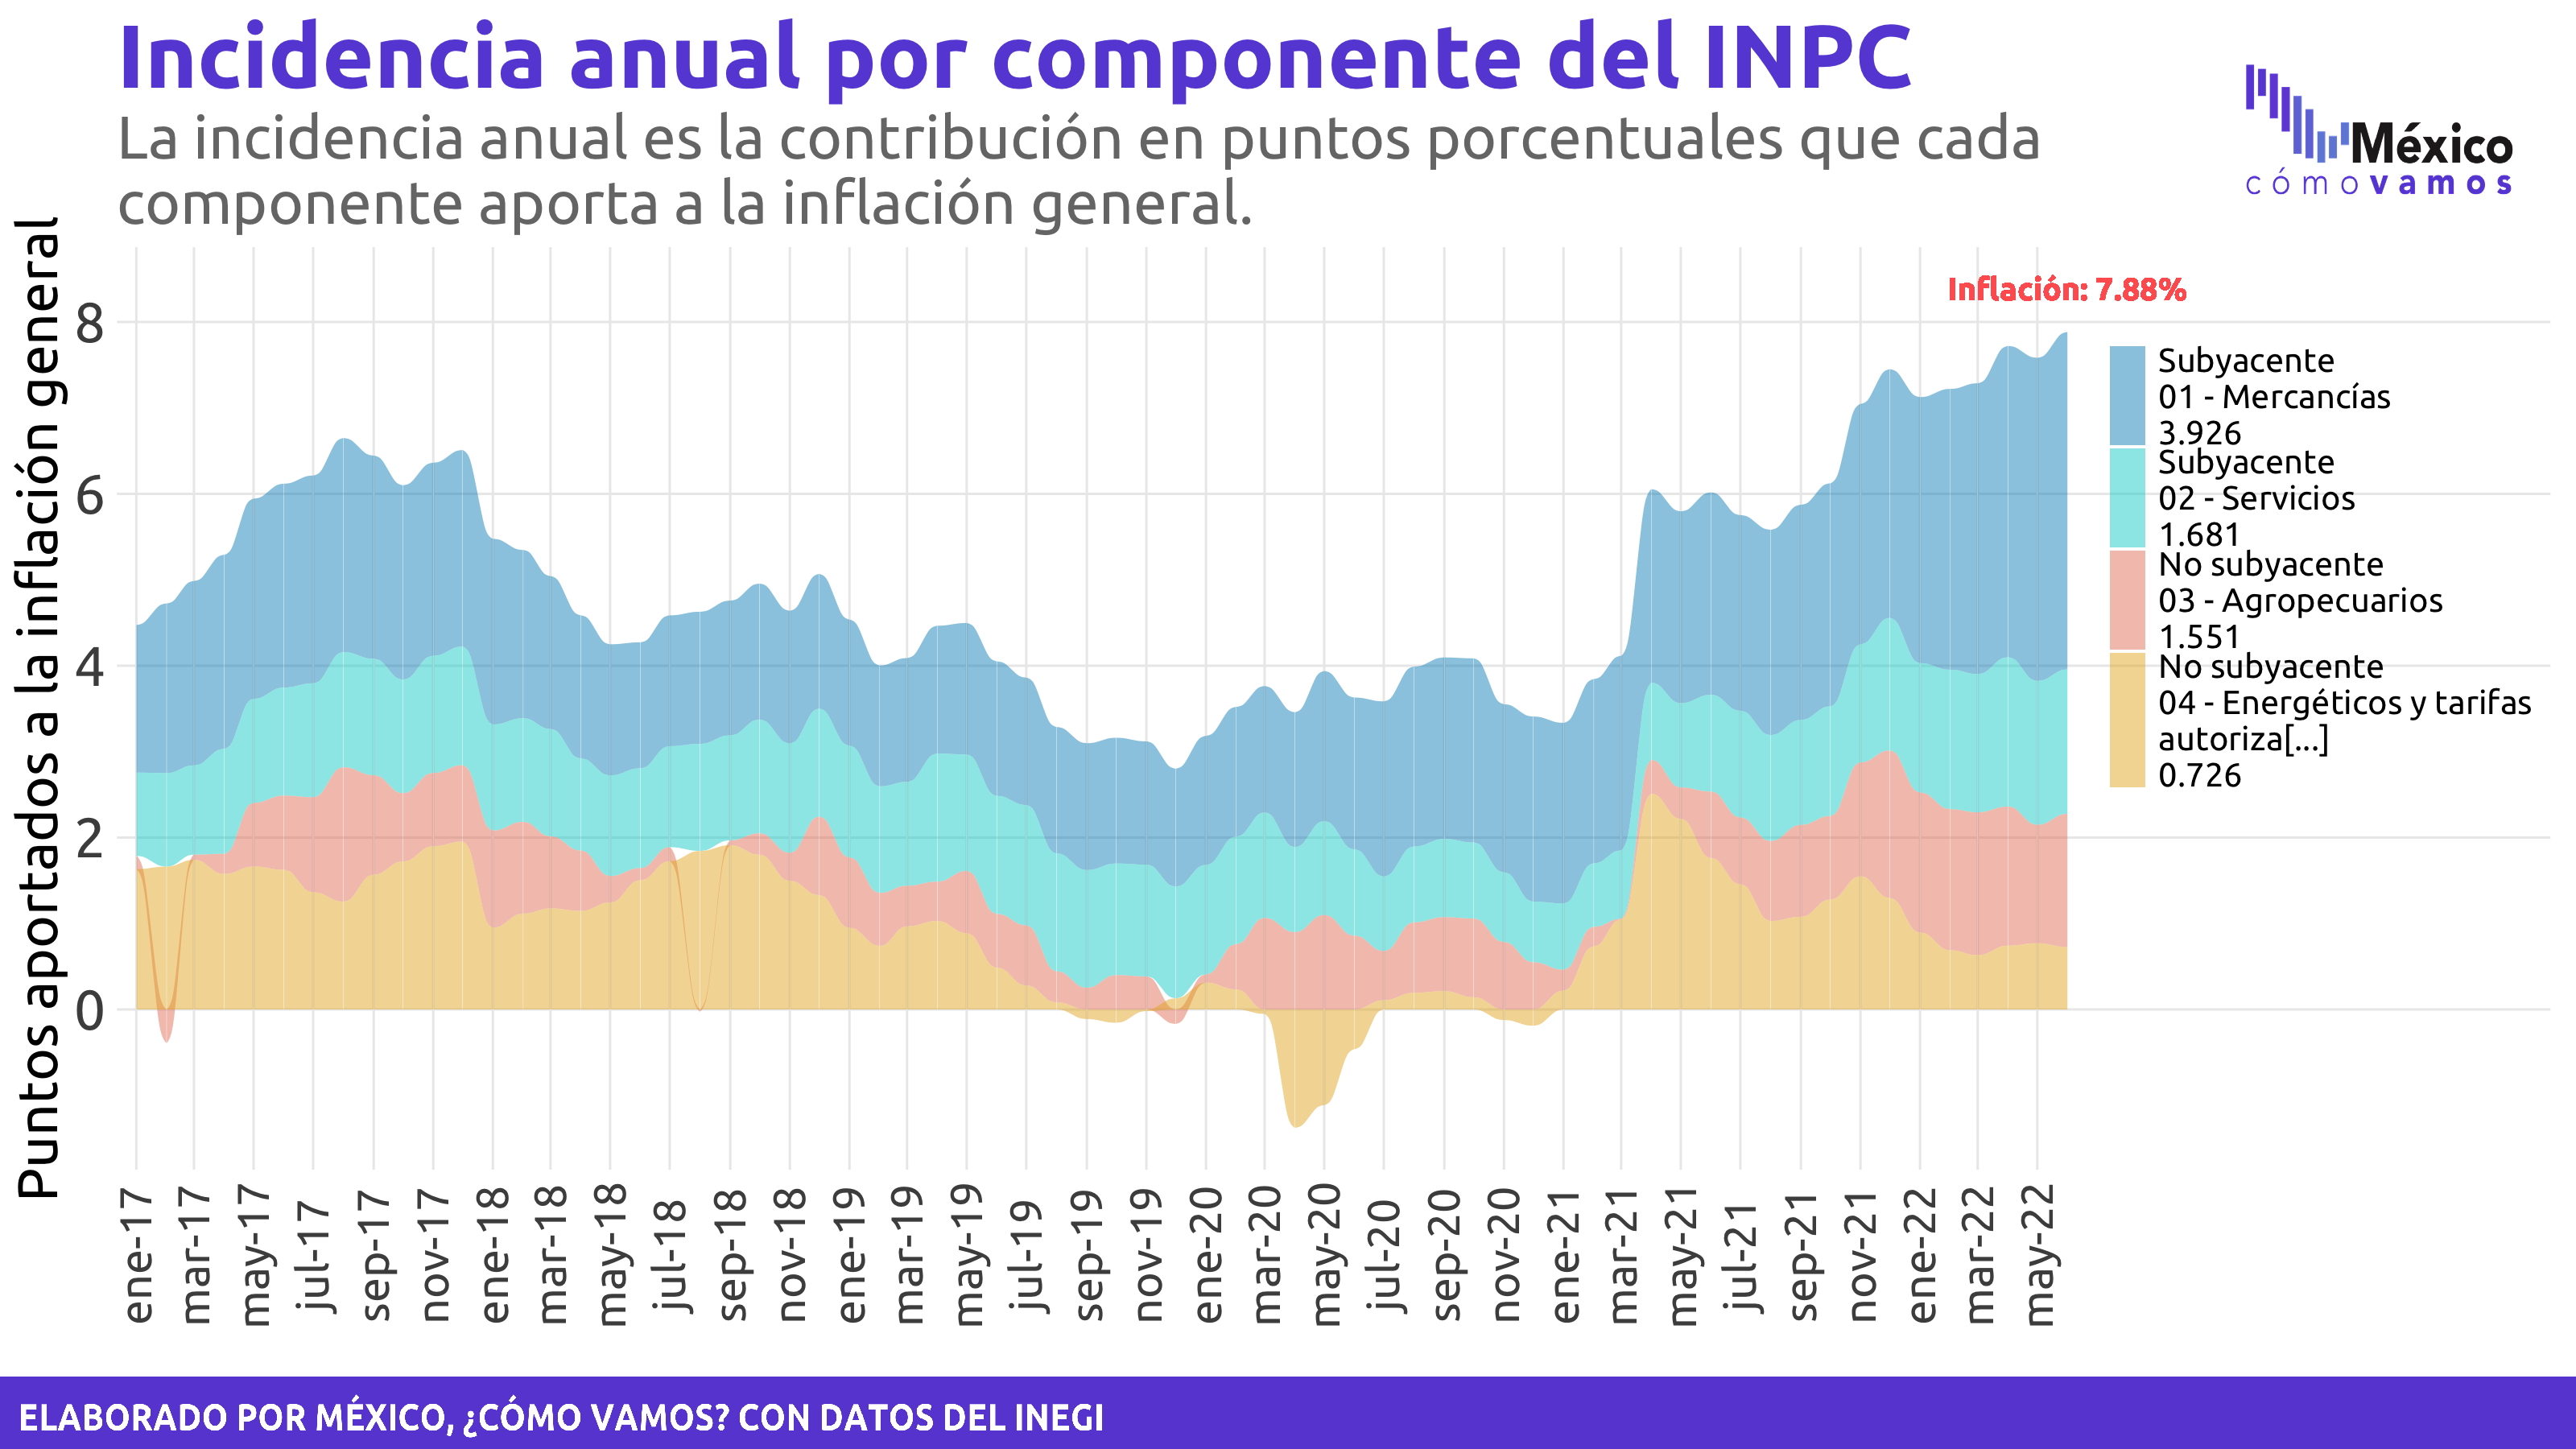 Incidencia anual por componente del INPC
La incidencia anual es la contribución en puntos porcentuales que cada
componente aporta a la inflación general.
México
cómo vamos
Puntos aportados a la inflación general
8
6
4
2
0
Inflación: 7.88%
Subyacente
01 - Mercancías
3.926
Subyacente
02 - Servicios
1.681
No subyacente
03 - Agropecuarios
1.551
No subyacente
04 - Energéticos y tarifas
autoriza[...]
0.726
ene-17
mar-17
may-17
jul-17
sep-17
nov-17
ene-18
mar-18
may-18
jul-18
sep-18
nov-18
ene-19
mar-19
may-19
jul-19
sep-19
nov-19
ene-20
mar-20
may-20
jul-20
sep-20
nov-20
ene-21
mar-21
may-21
jul-21
sep-21
nov-21
ene-22
mar-22
may-22
ELABORADO POR MÉXICO, ¿CÓMO VAMOS? CON DATOS DEL INEGI